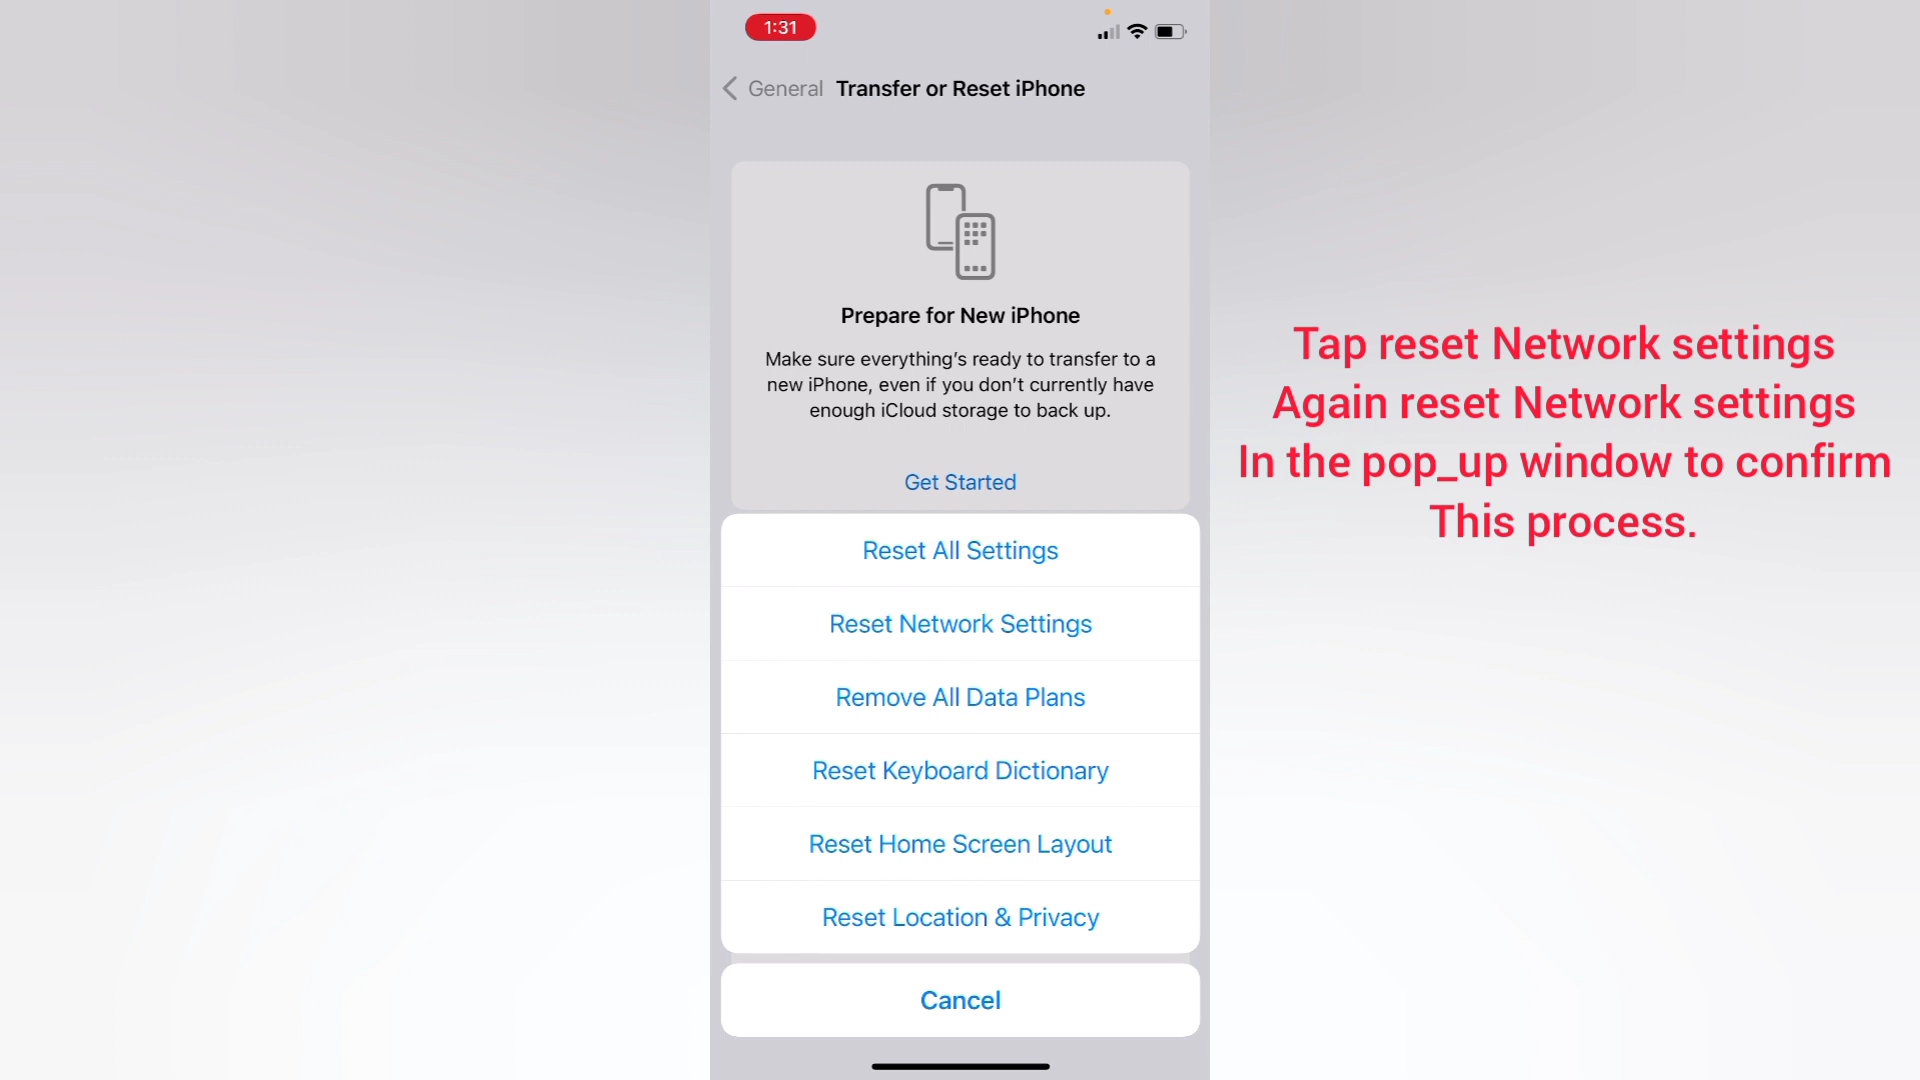 1:31
General Transfer or Reset iPhone
Prepare for New iPhone
Make sure everything's ready to transfer to a
new iPhone, even if you don't currently have
enough iCloud storage to back up.
Get Started
Reset All Settings
Reset Network Settings
Remove All Data Plans
Reset Keyboard Dictionary
Reset Home Screen Layout
Reset Location & Privacy
Cancel
Tap reset Network settings
Again reset Network settings
In the pop_up window to confirm
This process.